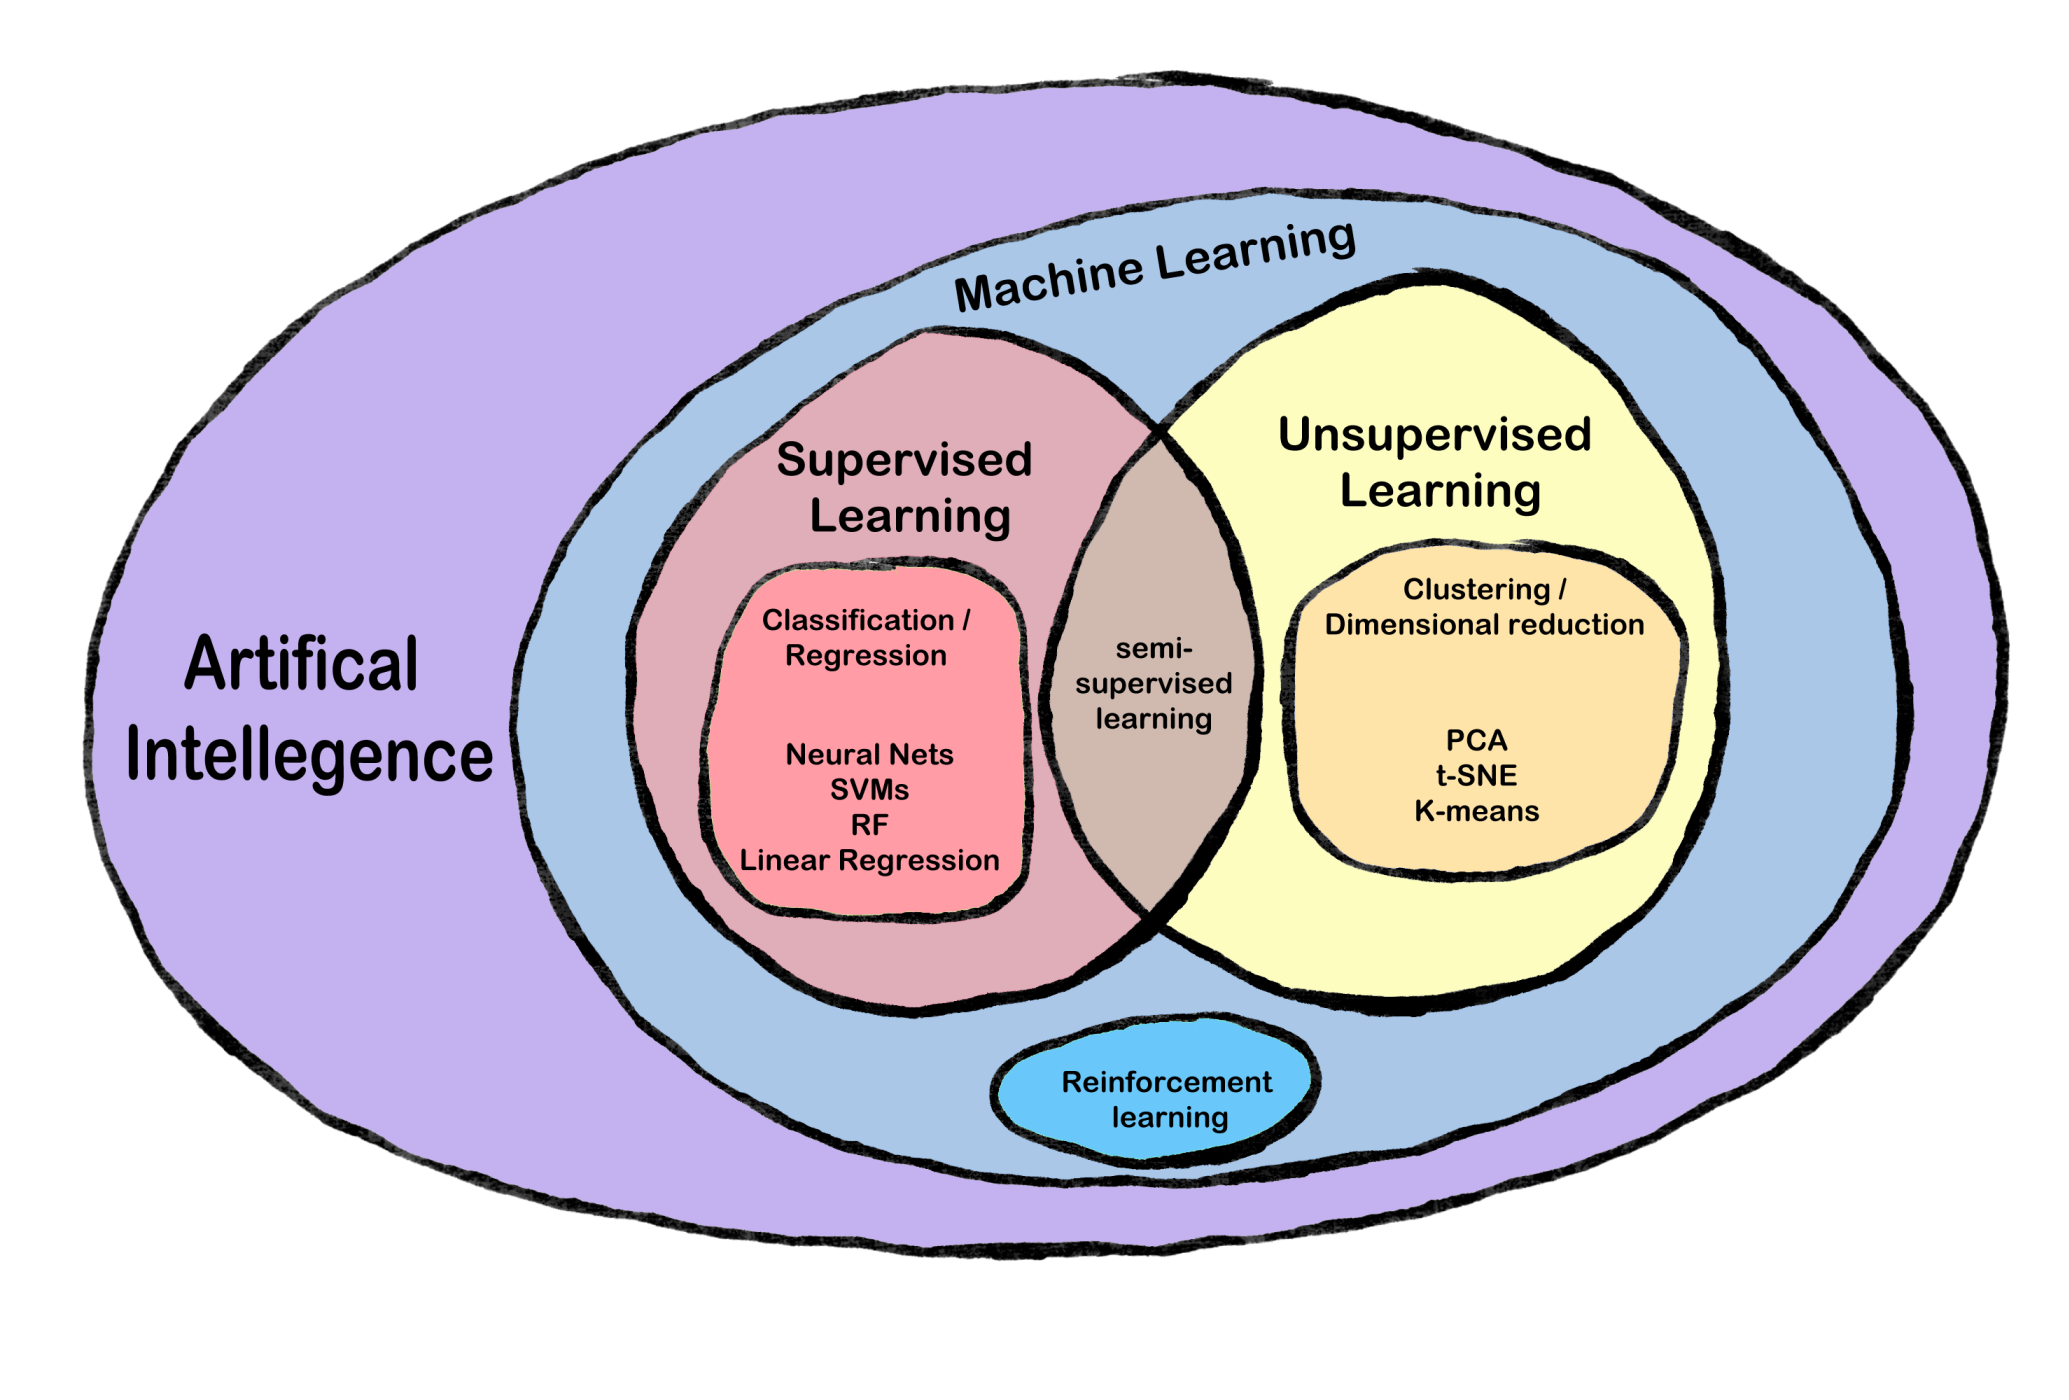 Machine Learning
Supervised
Learning
Unsupervised
Learning
Artifical
Intellegence
Classification /
Regression
Neural Nets
SVMs
RF
Linear Regression
semi-
supervised
learning
Clustering /
Dimensional reduction
PCA
t-SNE
K-means
Reinforcement
learning